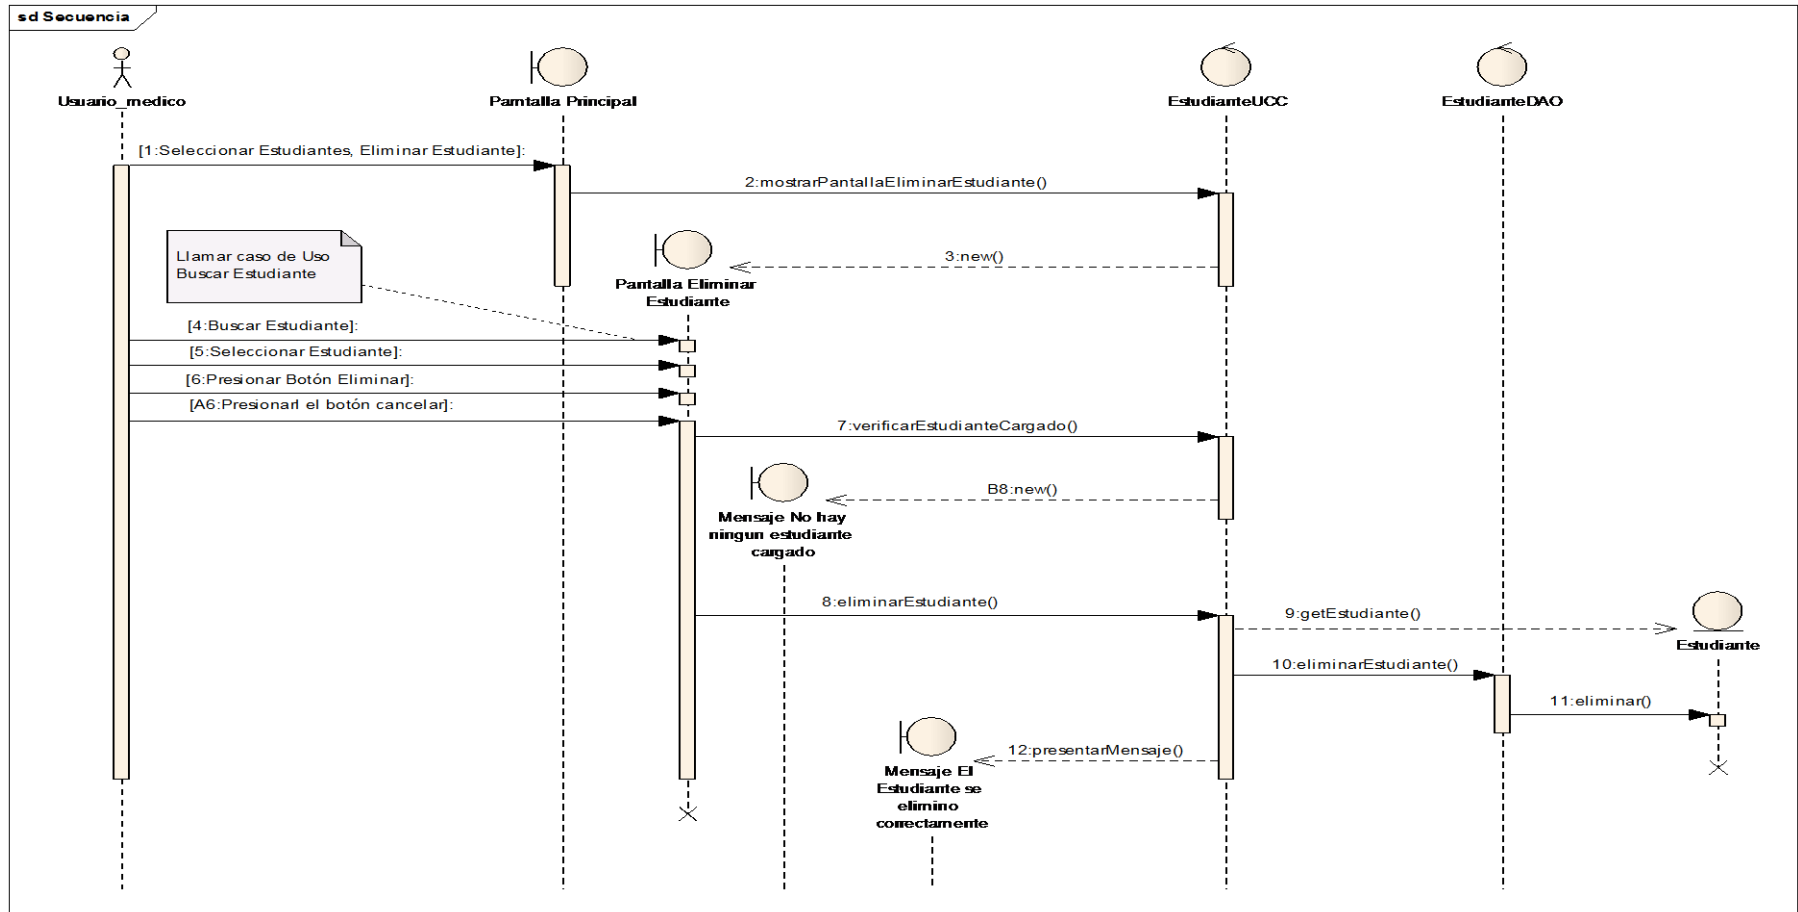 sd Secuencia
Usuario_medico
Pamtalla Principal
EstudianteUCC
EstudianteDAO
[1:Seleccionar Estudiantes, Eliminar Estudiante]:
2:mostrarPantallaEliminarEstudiante()
Llamar caso de Uso
Buscar Estudiante
3:new()
Pantalla Eliminar
Estudiante
[4:Buscar Estudiante]:
[5:Seleccionar Estudiante]:
[6:Presionar Botón Eliminar]:
[A6:Presionarl el botón cancelar]:
7:verificarEstudianteCargado()
B8:new()
Mensaje No hay
ningun estudiante
cargado
8:eliminarEstudiante()
9:getEstudiante()
Estudiante
10:eliminarEstudiante()
11:eliminar()
12:presentarMensaje()
Mensaje El
Estudiante se
elimino
correctamente